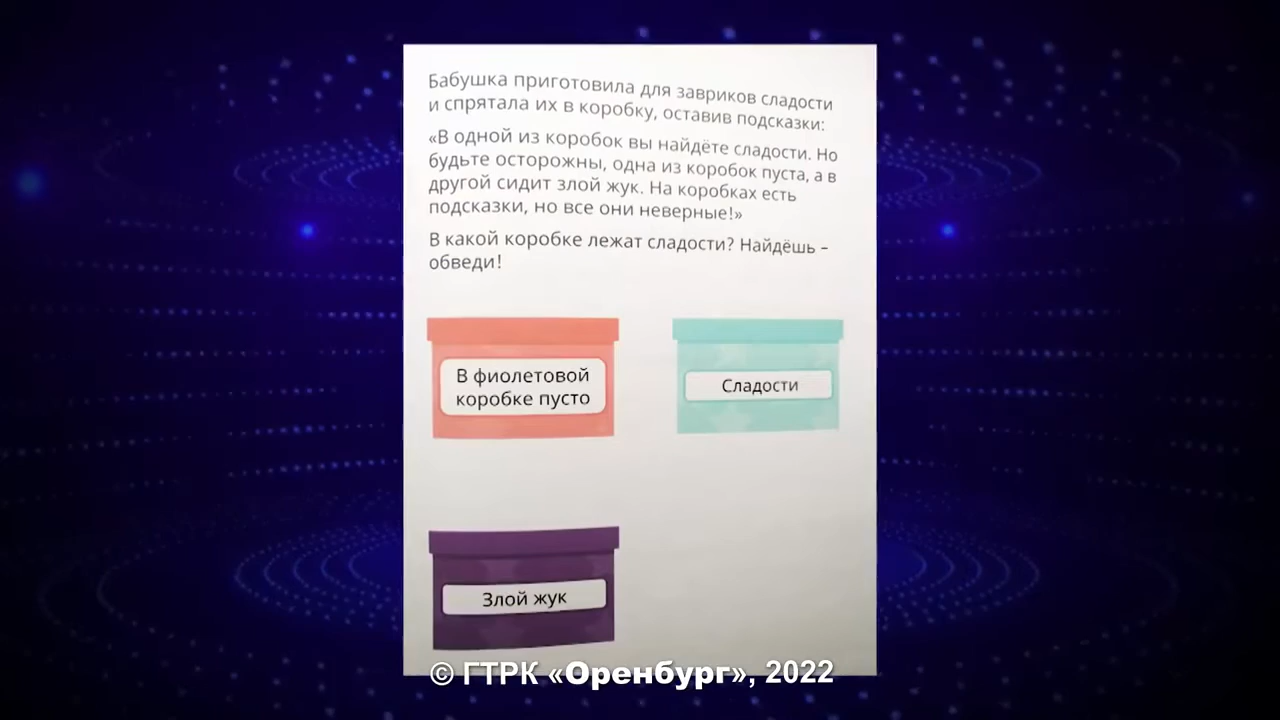 Бабушка приготовила для завриков сладости
и спрятала их в коробку, оставив подсказки:
«В одной из коробок вы найдёте сладости. Но
будьте осторожны, одна из коробок пуста, а в
другой сидит злой жук. На коробках есть
подсказки, но все они неверные!»
В какой коробке лежат сладости? Найдёшь –
обведи!
В фиолетовой
коробке пусто
Сладости
Злой жук
© ГТРК «Оренбург», 2022